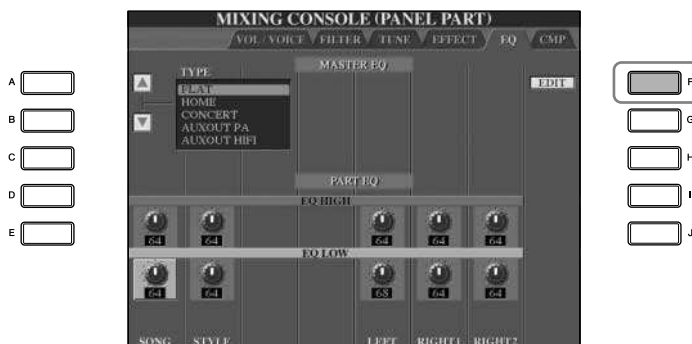 MIXING CONSOLE (PANEL PART)
VOL/VOICE FILTER TUNE EFFECT EQ CMP
TYPE
MASTER EQ
EDIT
FLAT
HOME
CONCERT
AUXOUT PA
AUXOUT HIFI
A
B
C
D
E
F
G
H
I
J
PART EQ
EQ HIGH
64 64 64 64 64
EQ LOW
64 64 68 64 64
SONG STYLE LEFT RIGHT1 RIGHT2